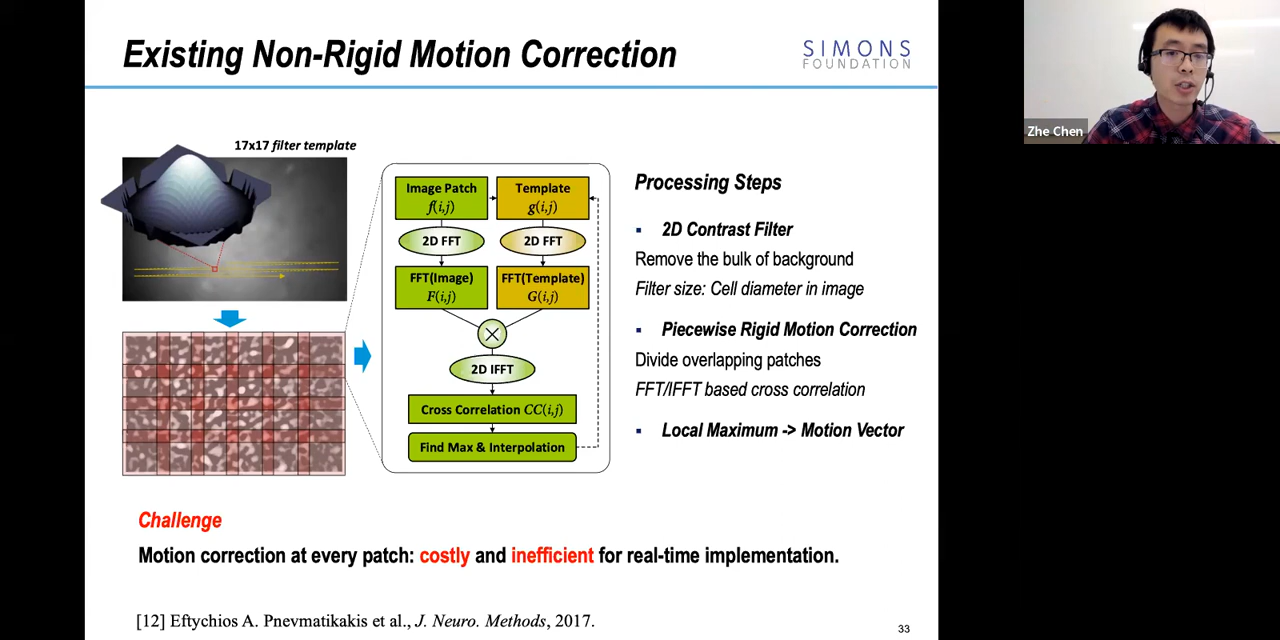 Existing Non-Rigid Motion Correction
SIMONS
FOUNDATION
Zhe Chen
17x17 filter template
Image Patch
f(i,j)
Template
g(i,j)
2D FFT
2D FFT
FFT(Image)
F(i,j)
FFT(Template)
G(i,j)
2D IFFT
Cross Correlation CC(i,j)
Find Max & Interpolation
Processing Steps
▪ 2D Contrast Filter
Remove the bulk of background
Filter size: Cell diameter in image
▪ Piecewise Rigid Motion Correction
Divide overlapping patches
FFT/IFFT based cross correlation
▪ Local Maximum -> Motion Vector
Challenge
Motion correction at every patch: costly and inefficient for real-time implementation.
[12] Eftychios A. Pnevmatikakis et al., J. Neuro. Methods, 2017.
33